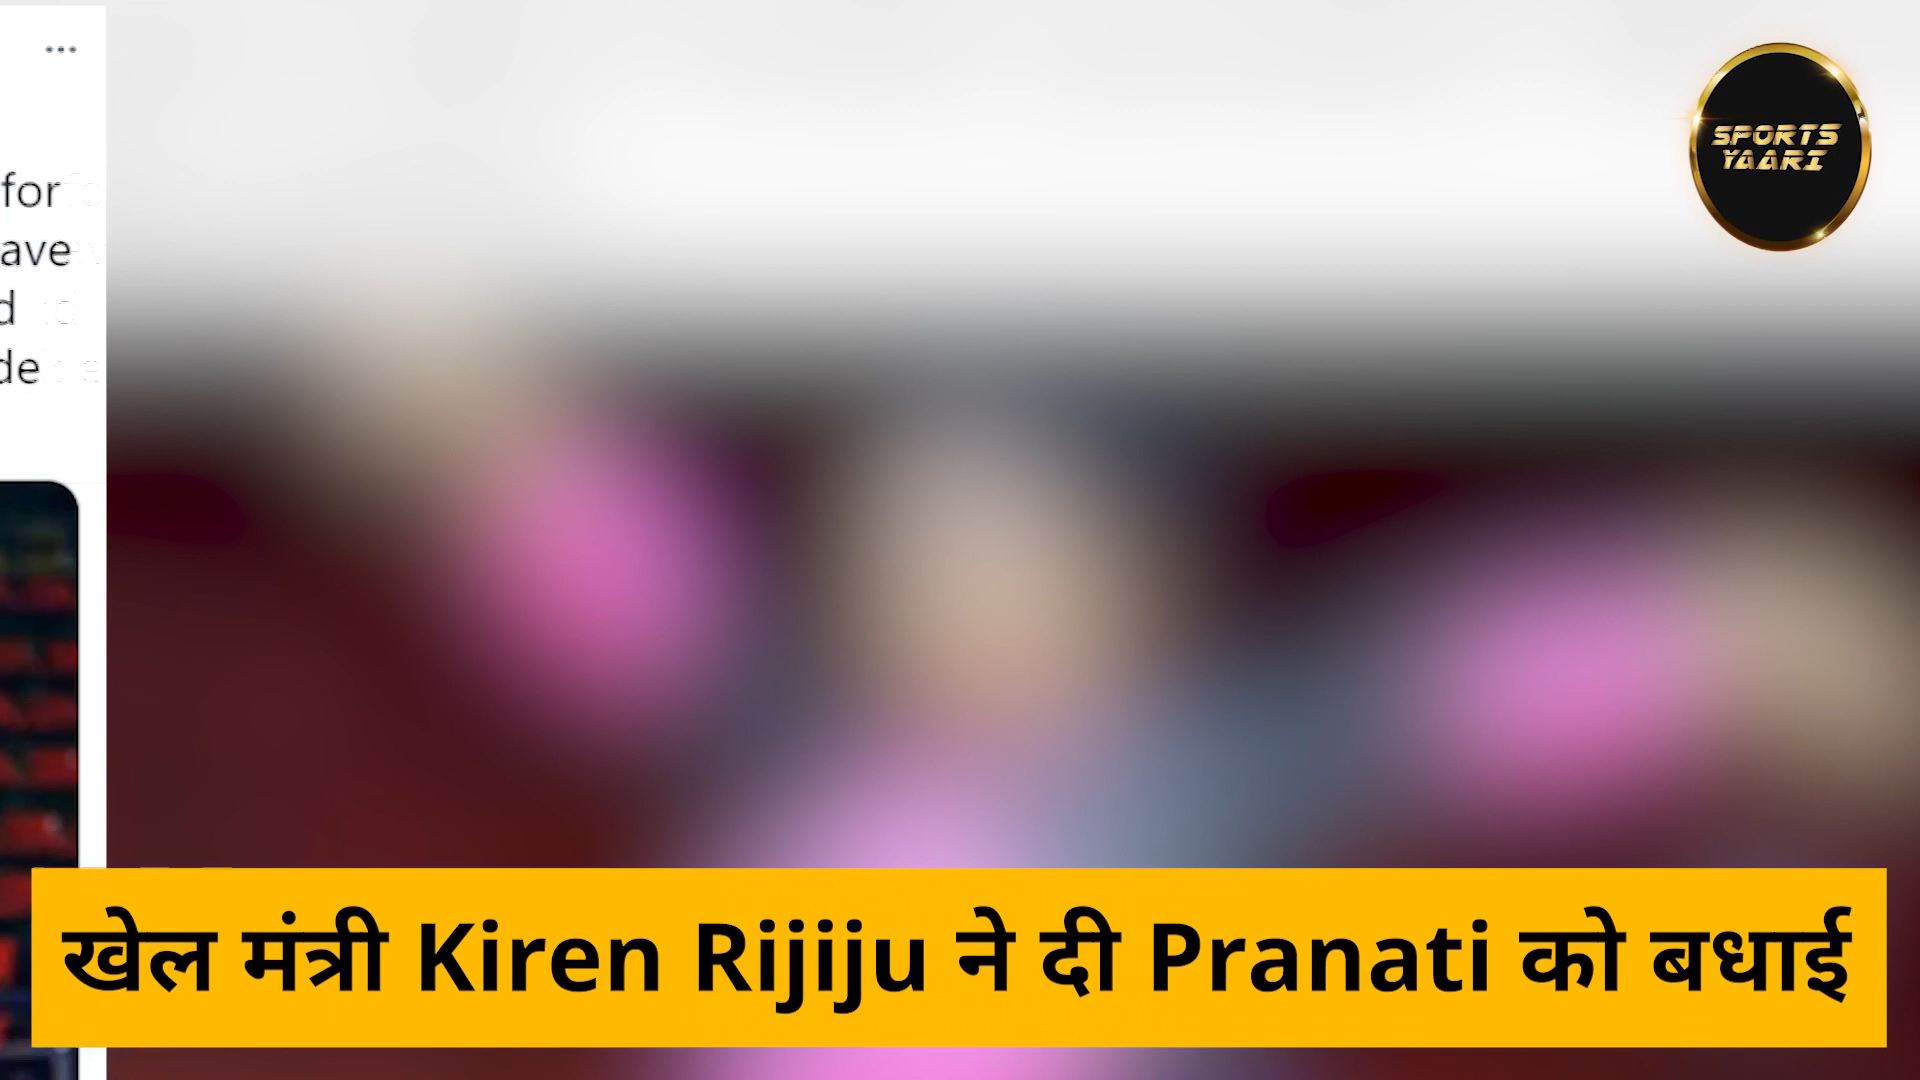 SPORTS
YAARI
for
ave
d
de
खेल मंत्री Kiren Rijiju ने दी Pranati को बधाई